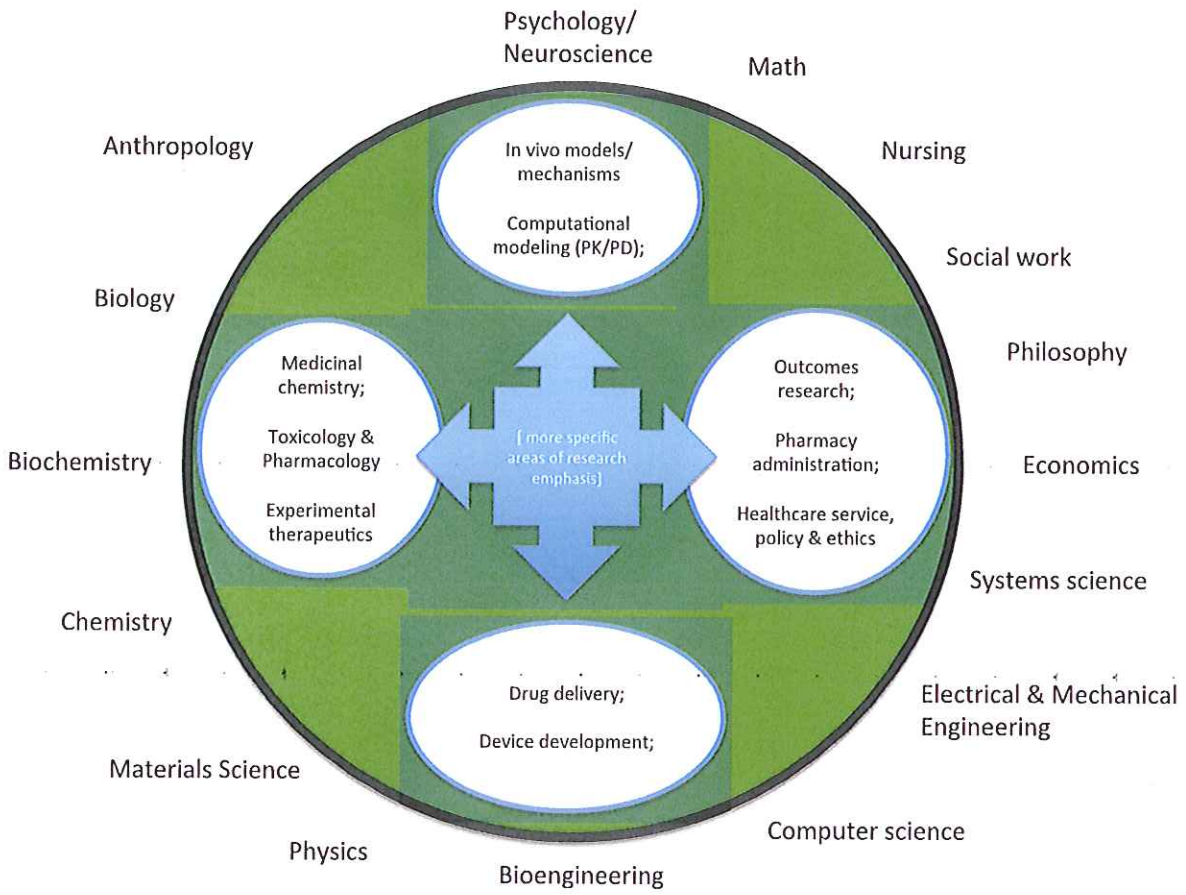 Psychology/
Neuroscience
Math
Anthropology
Nursing
In vivo models/
mechanisms
Computational
modeling (PK/PD);
Social work
Biology
Philosophy
Medicinal
chemistry;
Toxicology &
Pharmacology
Experimental
therapeutics
[ more specific
areas of research
emphasis]
Outcomes
research;
Pharmacy
administration;
Healthcare service,
policy & ethics
Biochemistry
Economics
Systems science
Chemistry
Drug delivery;
Device development;
Electrical & Mechanical
Engineering
Materials Science
Computer science
Physics
Bioengineering